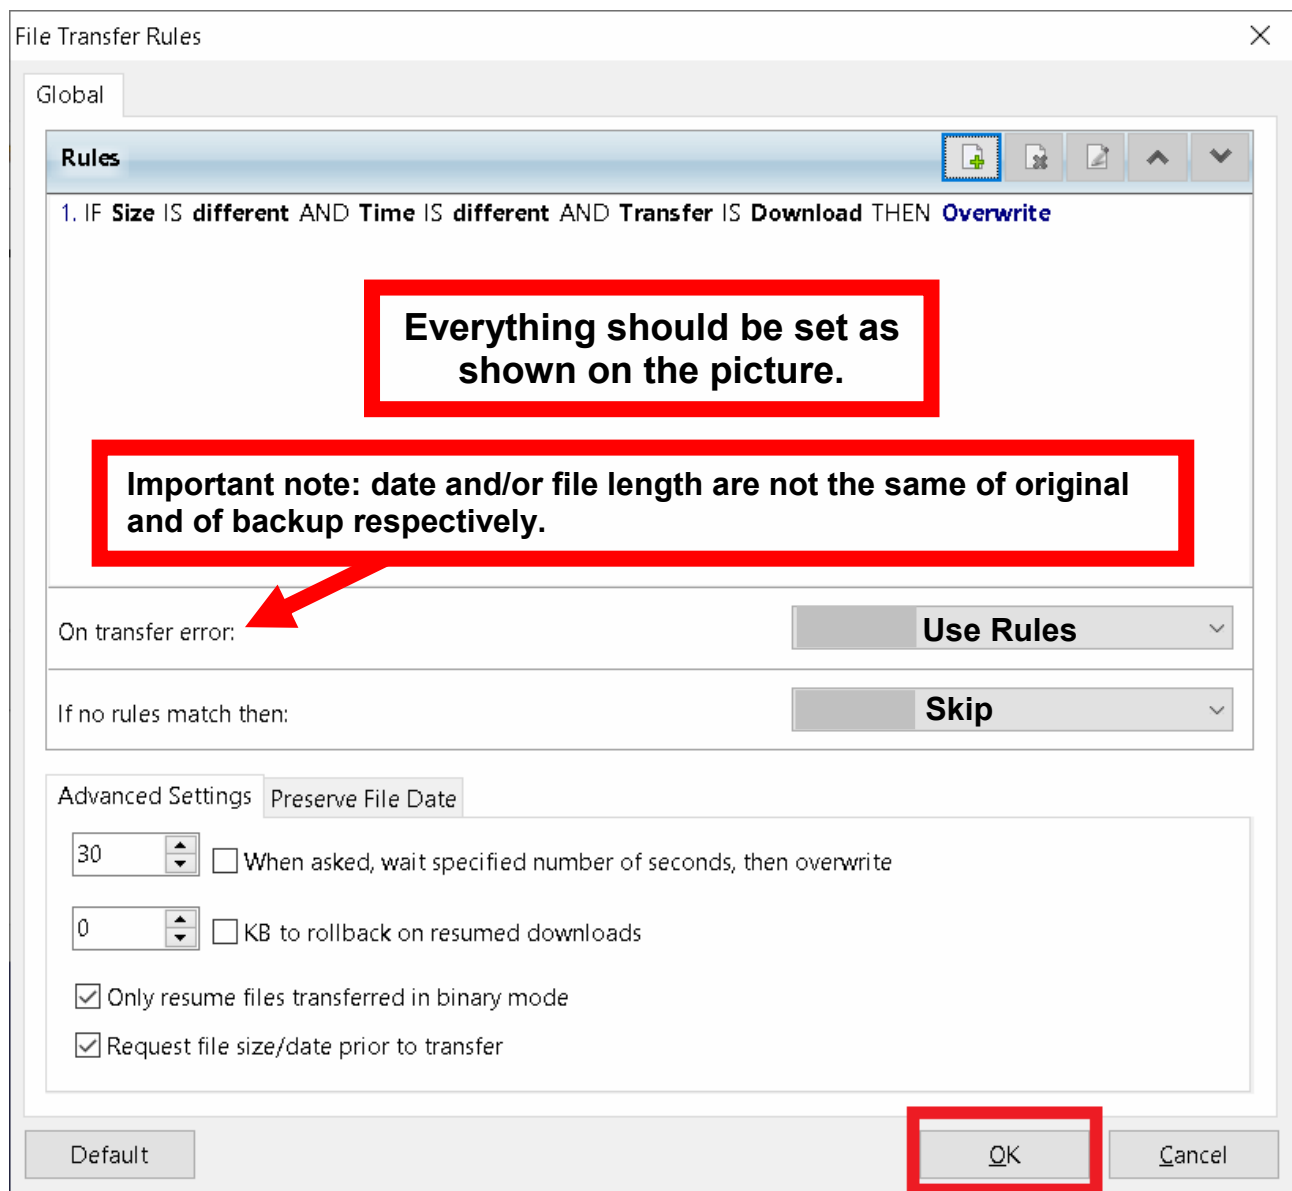 File Transfer Rules
Global
Rules
1. IF Size IS different AND Time IS different AND Transfer IS Download THEN Overwrite
Everything should be set as
shown on the picture.
Important note: date and/or file length are not the same of original
and of backup respectively.
On transfer error:
Use Rules
If no rules match then:
Skip
Advanced Settings
Preserve File Date
30
When asked, wait specified number of seconds, then overwrite
0
KB to rollback on resumed downloads
Only resume files transferred in binary mode
Request file size/date prior to transfer
Default
OK
Cancel